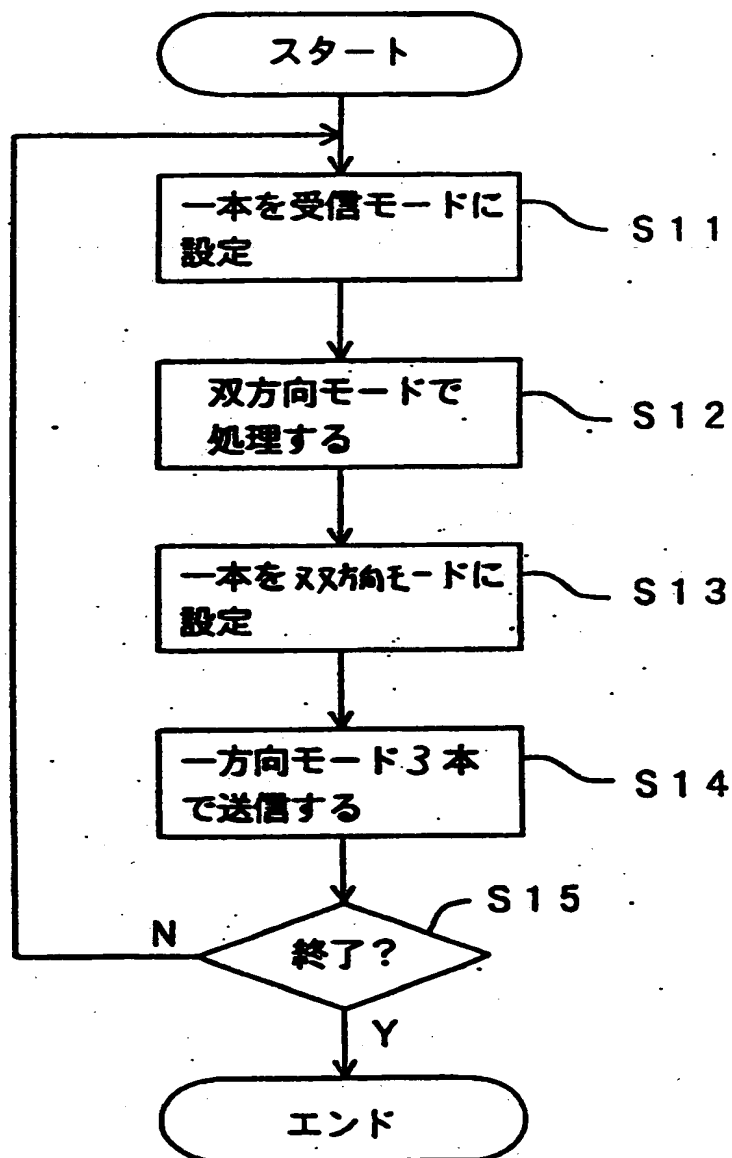 スタート
一本を受信モードに
設定
S11
双方向モードで
処理する
S12
一本を双方向モードに
設定
S13
一方向モード3本
で送信する
S14
S15
N
終了?
Y
エンド